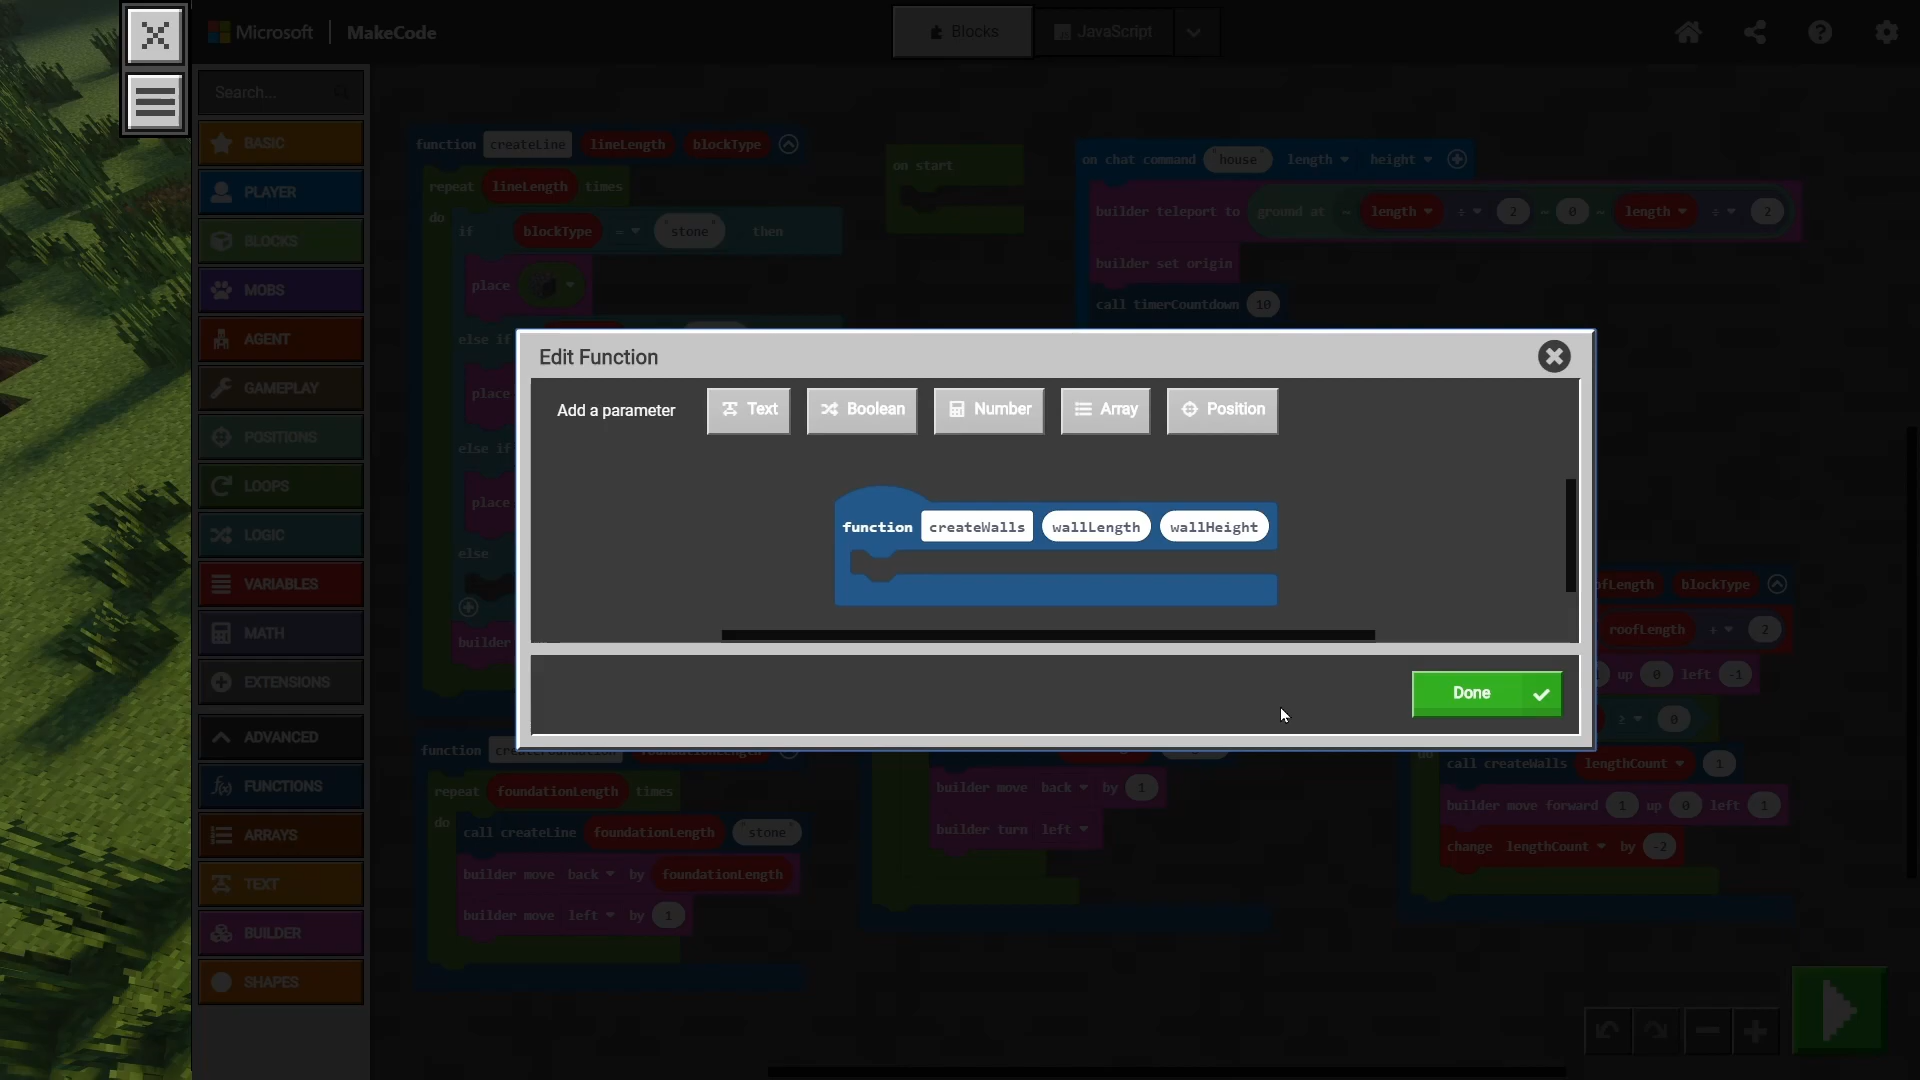 Microsoft MakeCode
Blocks
JavaScript
Search...
BASIC
PLAYER
BLOCKS
MOBS
AGENT
GAMEPLAY
POSITIONS
LOOPS
LOGIC
VARIABLES
MATH
EXTENSIONS
ADVANCED
FUNCTIONS
ARRAYS
TEXT
BUILDER
SHAPES
function createLine lineLength blockType
repeat lineLength times
do if blockType = "stone" then
place
else if
place
else if
place
else
builder
on start
on chat command "house" length height
builder teleport to ground at ~ length ÷ 2 ~ 0 ~ length ÷ 2
builder set origin
call timerCountdown 10
Edit Function
Add a parameter
Text
Boolean
Number
Array
Position
function createWalls wallLength wallHeight
Done
function createFoundation foundationLength
repeat foundationLength times
do call createLine foundationLength "stone"
builder move back by foundationLength
builder move left by 1
builder move back by 1
builder turn left
blockType
roofLength + 2
up 0 left -1
≥ 0
do call createWalls lengthCount 1
builder move forward 1 up 0 left 1
change lengthCount by -2